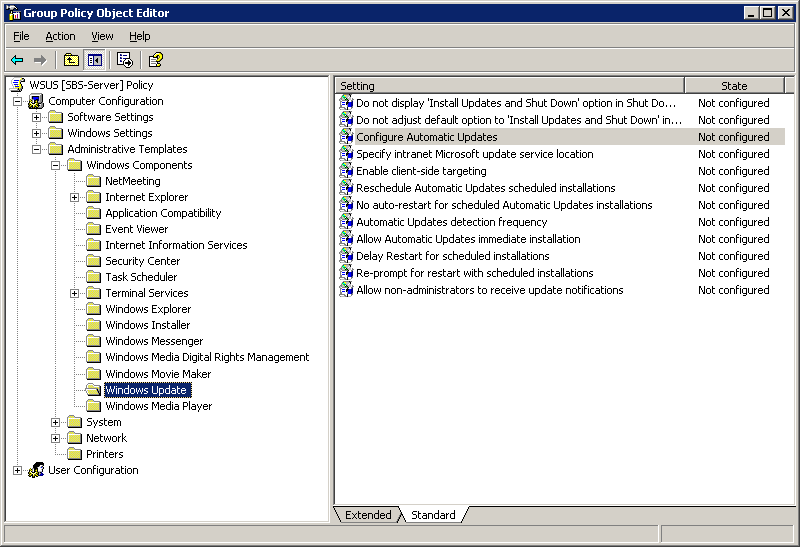 Group Policy Object Editor
File Action View Help
WSUS [SBS-Server] Policy
Computer Configuration
Software Settings
Windows Settings
Administrative Templates
Windows Components
NetMeeting
Internet Explorer
Application Compatibility
Event Viewer
Internet Information Services
Security Center
Task Scheduler
Terminal Services
Windows Explorer
Windows Installer
Windows Messenger
Windows Media Digital Rights Management
Windows Movie Maker
Windows Update
Windows Media Player
System
Network
Printers
User Configuration
Setting State
Do not display 'Install Updates and Shut Down' option in Shut Do... Not configured
Do not adjust default option to 'Install Updates and Shut Down' in... Not configured
Configure Automatic Updates Not configured
Specify intranet Microsoft update service location Not configured
Enable client-side targeting Not configured
Reschedule Automatic Updates scheduled installations Not configured
No auto-restart for scheduled Automatic Updates installations Not configured
Automatic Updates detection frequency Not configured
Allow Automatic Updates immediate installation Not configured
Delay Restart for scheduled installations Not configured
Re-prompt for restart with scheduled installations Not configured
Allow non-administrators to receive update notifications Not configured
Extended Standard